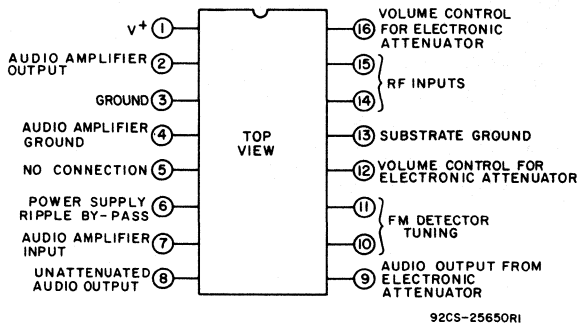 V+ 1
2 AUDIO AMPLIFIER
OUTPUT
GROUND 3
AUDIO AMPLIFIER
GROUND 4
NO CONNECTION 5
POWER SUPPLY
RIPPLE BY-PASS 6
AUDIO AMPLIFIER
INPUT 7
UNATTENUATED
AUDIO OUTPUT 8
TOP
VIEW
VOLUME CONTROL
16 FOR ELECTRONIC
ATTENUATOR
15
RF INPUTS
14
13 SUBSTRATE GROUND
12 VOLUME CONTROL FOR
ELECTRONIC ATTENUATOR
11
FM DETECTOR
TUNING
10
AUDIO OUTPUT FROM
9 ELECTRONIC
ATTENUATOR
92CS-25650RI